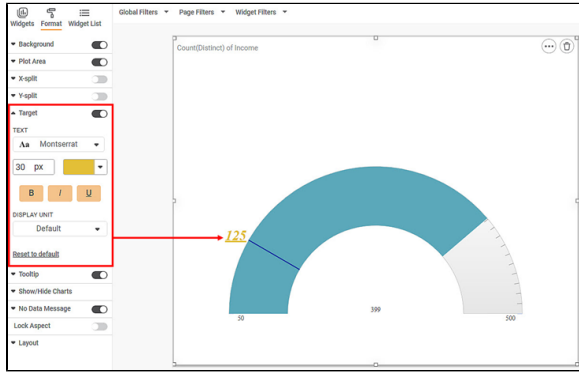 Widgets Format Widget List
Global Filters Page Filters Widget Filters
Background
Plot Area
X-split
Y-split
Target
TEXT
Aa Montserrat
30 px
B I U
DISPLAY UNIT
Default
Reset to default
Tooltip
Show/Hide Charts
No Data Message
Lock Aspect
Layout
Count(Distinct) of Income
125
50
399
500